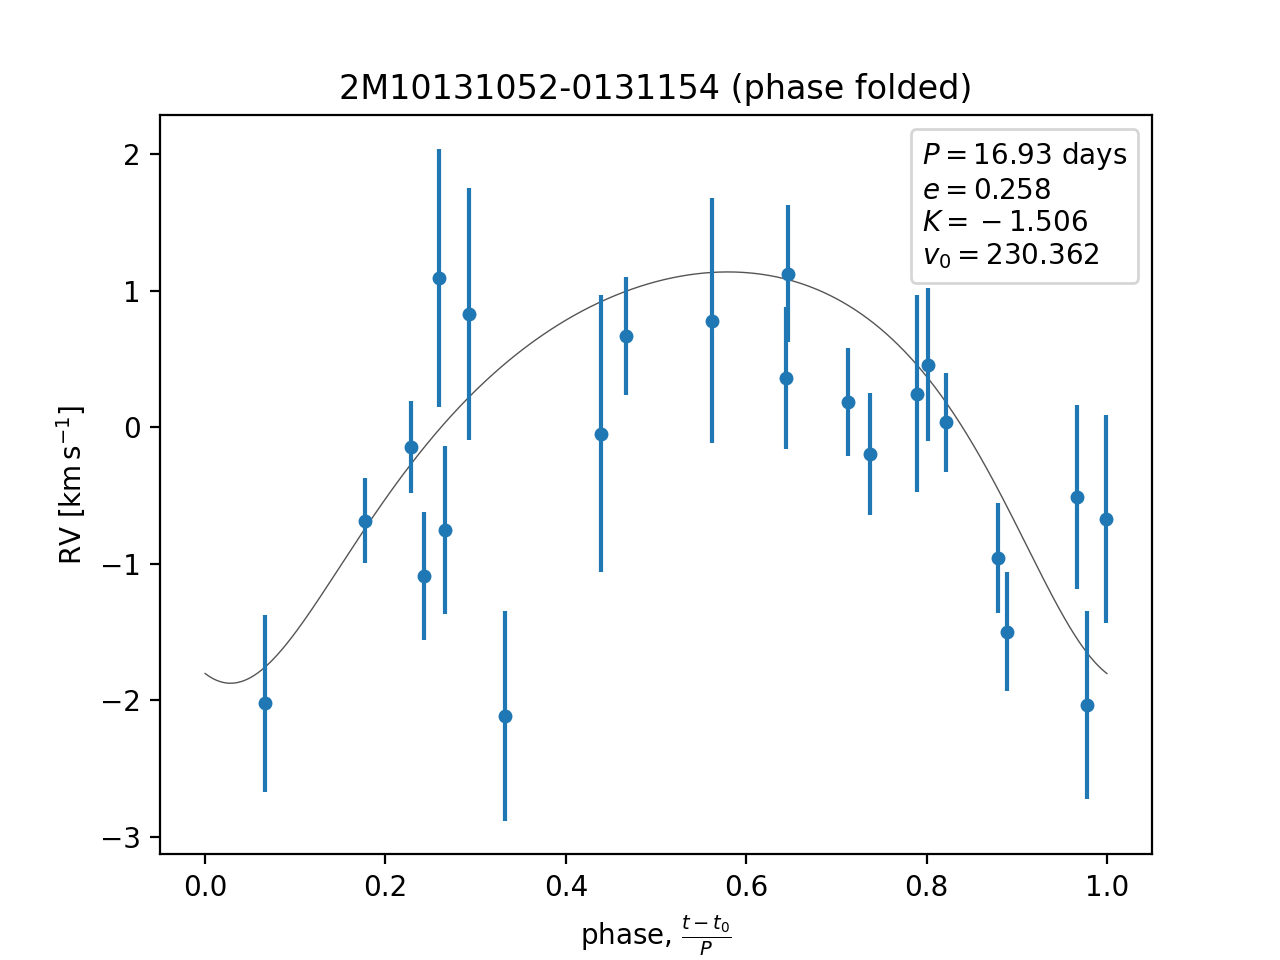 2M10131052-0131154 (phase folded)
P = 16.93 days
e = 0.258
K = −1.506
v₀ = 230.362
2
1
0
−1
−2
−3
RV [km s⁻¹]
0.0 0.2 0.4 0.6 0.8 1.0
phase, (t − t₀)/P